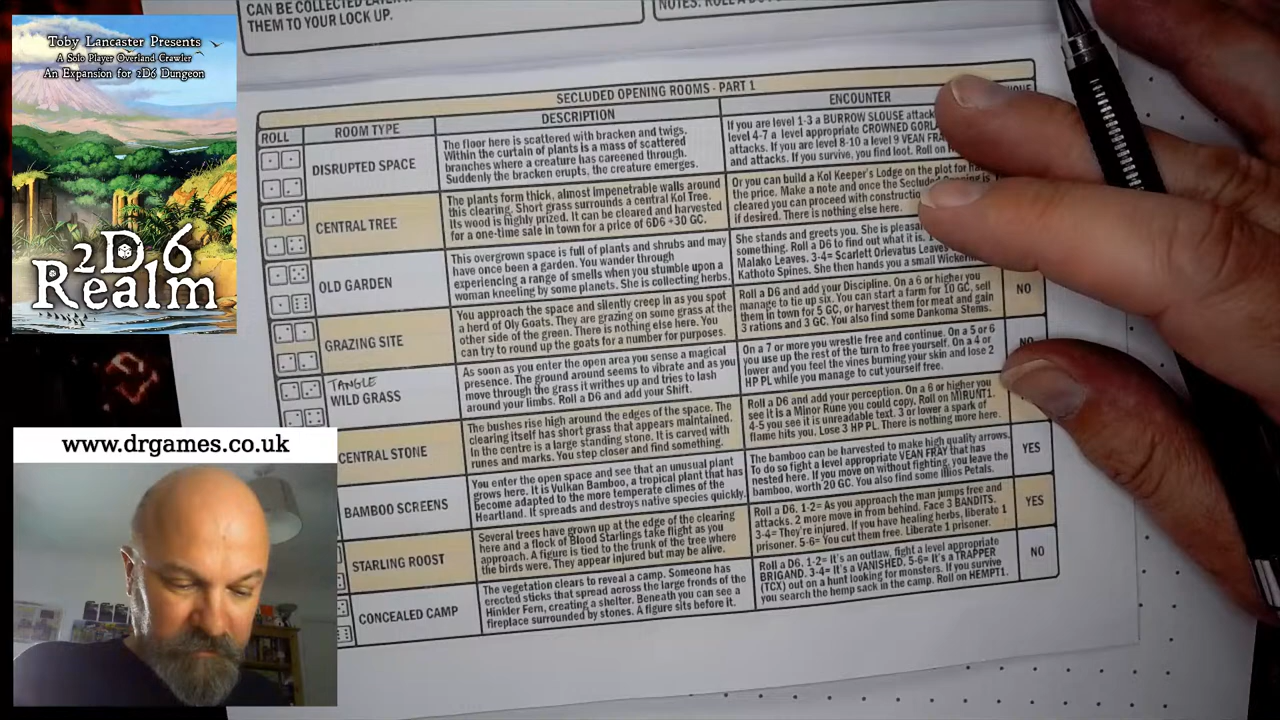 Toby Lancaster Presents
A Solo Player Overland Crawler
An Expansion for 2D6 Dungeon
2D6
Realm
www.drgames.co.uk
CAN BE COLLECTED LATER
THEM TO YOUR LOCK UP.
SECLUDED OPENING ROOMS - PART 1
ROLL
ROOM TYPE
DESCRIPTION
ENCOUNTER
DISRUPTED SPACE
The floor here is scattered with bracken and twigs.
Within the curtain of plants is a mass of scattered
branches where a creature has careened through.
Suddenly the bracken erupts, the creature emerges.
If you are level 1-3 a BURROW SLOUSE
level 4-7 a level appropriate CROWNED
attacks. If you are level 8-10 a level 9 VEAN
and attacks. If you survive, you find loot. Roll on
CENTRAL TREE
The plants form thick, almost impenetrable walls around
this clearing. Short grass surrounds a central Kol Tree.
Its wood is highly prized. It can be cleared and harvested
for a one-time sale in town for a price of 6D6 +30 GC.
Or you can build a Kol Keeper's Lodge on the plot for
the price. Make a note and once the Secluded
cleared you can proceed with
if desired. There is nothing else here.
OLD GARDEN
This overgrown space is full of plants and shrubs and may
have once been a garden. You wander through
experiencing a range of smells when you stumble upon a
woman kneeling by some planets. She is collecting herbs.
She stands and greets you. She is
something. Roll a D6 to find out what it is.
Malako Leaves. 3-4= Scarlett Orievatus Leaves
Kathoto Spines. She then hands you a small
GRAZING SITE
You approach the space and silently creep in as you spot
a herd of Oly Goats. They are grazing on some grass at the
other side of the green. There is nothing else here. You
can try to round up the goats for a number for purposes.
Roll a D6 and add your Discipline. On a 6 or higher you
manage to tie up six. You can start a farm for 10 GC, sell
them in town for 5 GC, or harvest them for meat and gain
3 rations and 3 GC. You also find some Dankoma Stems.
NO
TANGLE
WILD GRASS
As soon as you enter the open area you sense a magical
presence. The ground around seems to vibrate and as you
move through the grass it writhes up and tries to lash
around your limbs. Roll a D6 and add your Shift.
On a 7 or more you wrestle free and continue. On a 5 or 6
you use up the rest of the turn to free yourself. On a 4 or
lower and you feel the vines burning your skin and lose 2
HP PL while you manage to cut yourself free.
CENTRAL STONE
The bushes rise high around the edges of the space. The
clearing itself has short grass that appears maintained.
In the centre is a large standing stone. It is carved with
runes and marks. You step closer and find something.
Roll a D6 and add your perception. On a 6 or higher you
see it is a Minor Rune you could copy. Roll on MIRUNT1.
4-5 you see it is unreadable text. 3 or lower a spark of
flame hits you. Lose 3 HP PL. There is nothing more here.
BAMBOO SCREENS
You enter the open space and see that an unusual plant
grows here. It is Vulkan Bamboo, a tropical plant that has
become adapted to the more temperate climes of the
Heartland. It spreads and destroys native species quickly.
The bamboo can be harvested to make high quality arrows.
To do so fight a level appropriate VEAN FRAY that has
nested here. If you move on without fighting, you leave the
bamboo, worth 20 GC. You also find some Illios Petals.
YES
STARLING ROOST
Several trees have grown up at the edge of the clearing
here and a flock of Blood Starlings take flight as you
approach. A figure is tied to the trunk of the tree where
the birds were. They appear injured but may be alive.
Roll a D6. 1-2= As you approach the man jumps free and
attacks. 2 more move in from behind. Face 3 BANDITS.
3-4= They're injured. If you have healing herbs, liberate 1
prisoner. 5-6= You cut them free. Liberate 1 prisoner.
YES
CONCEALED CAMP
The vegetation clears to reveal a camp. Someone has
erected sticks that spread across the large fronds of the
Hinkler Fern, creating a shelter. Beneath you can see a
fireplace surrounded by stones. A figure sits before it.
Roll a D6. 1-2= It's an outlaw, fight a level appropriate
BRIGAND. 3-4= It's a VANISHED. 5-6= It's a TRAPPER
(TCX) out on a hunt looking for monsters. If you survive
you search the hemp sack in the camp. Roll on HEMPT1.
NO